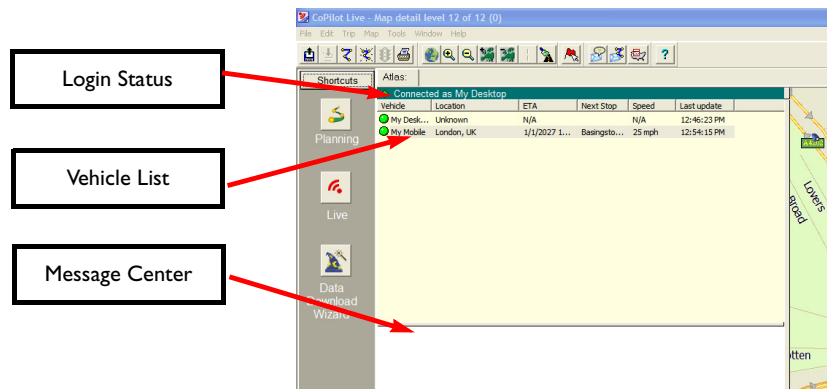 CoPilot Live - Map detail level 12 of 12 (0)
File Edit Trip Map Tools Window Help
Shortcuts
Atlas:
Login Status
Connected as My Desktop
Vehicle Location ETA Next Stop Speed Last update
My Desk... Unknown N/A N/A 12:46:23 PM
My Mobile London, UK 1/1/2027 1... Basingsto... 25 mph 12:54:15 PM
Planning
Vehicle List
Live
Message Center
Data
Download
Wizard
Lovers
Broad
otten